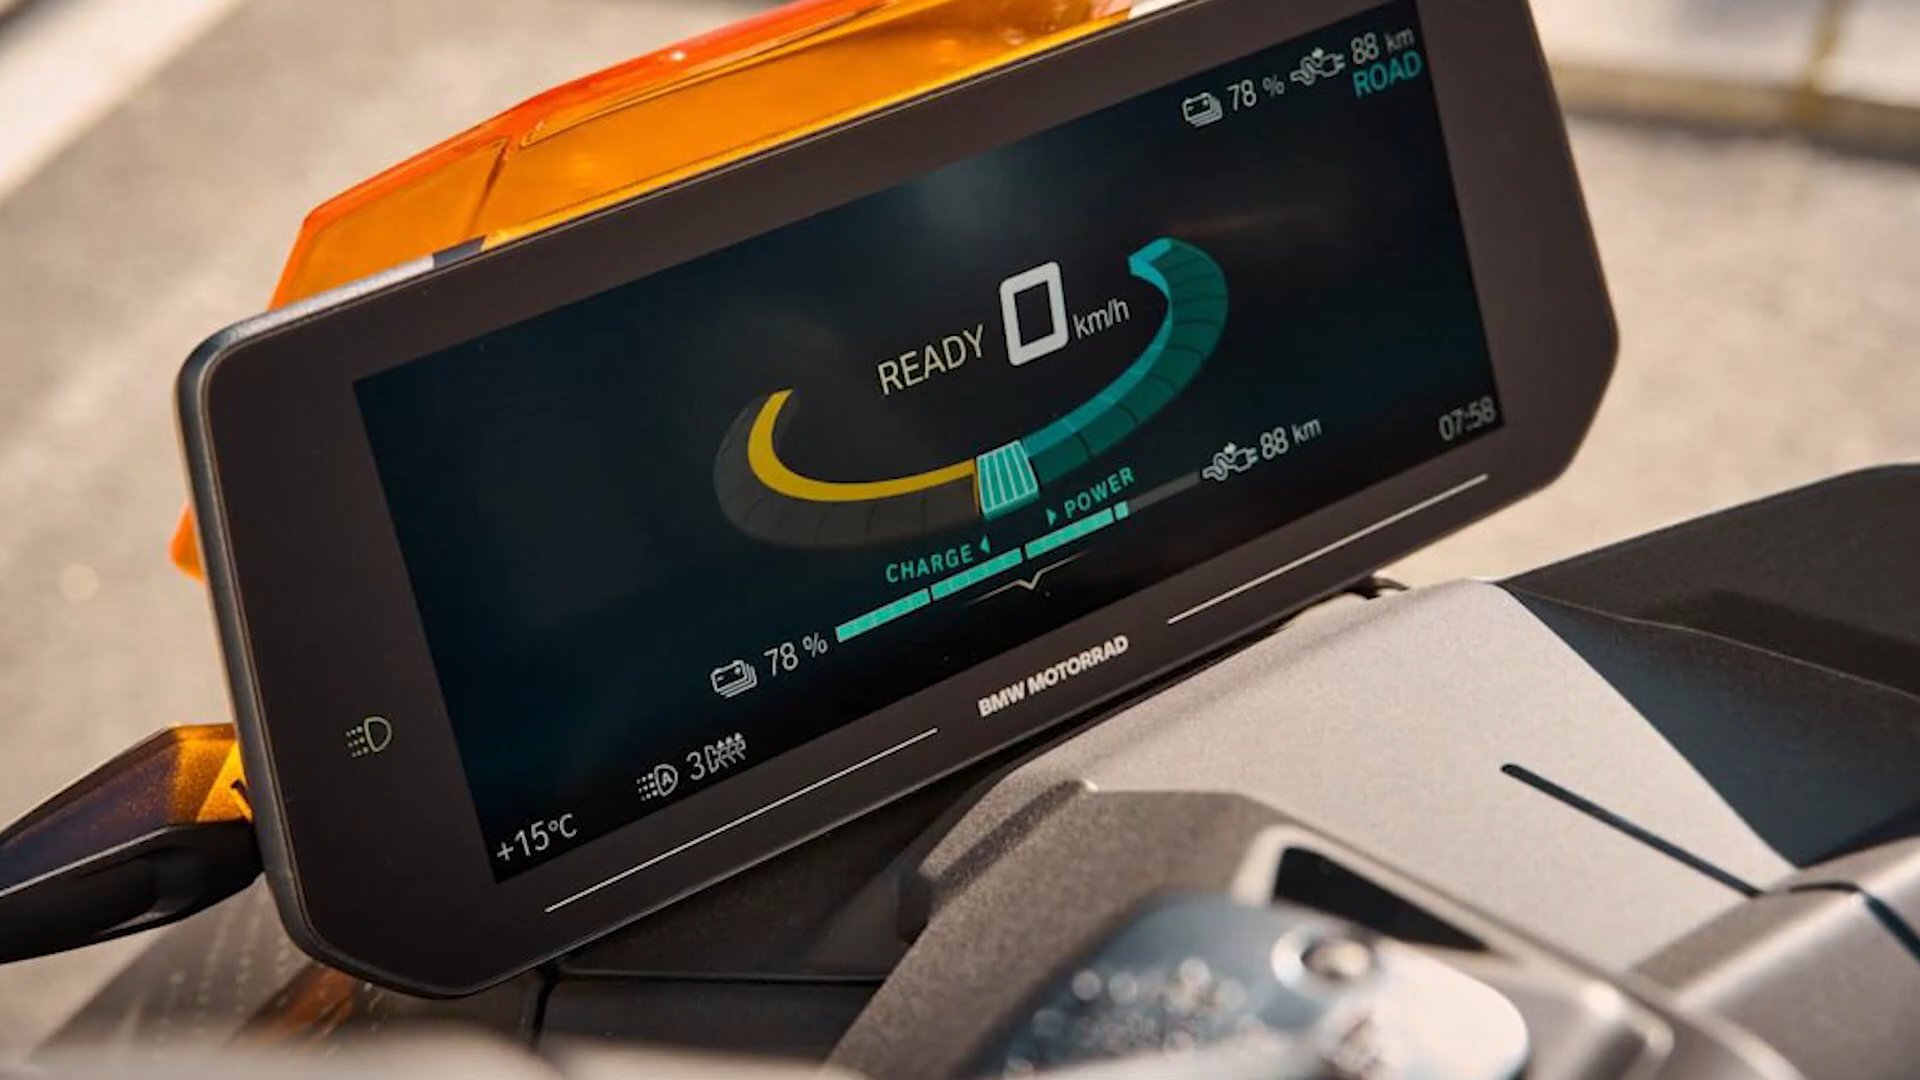 78 % 88 km
ROAD
READY 0 km/h
07:58
POWER
CHARGE
88 km
78 %
BMW MOTORRAD
A 3
+15°C